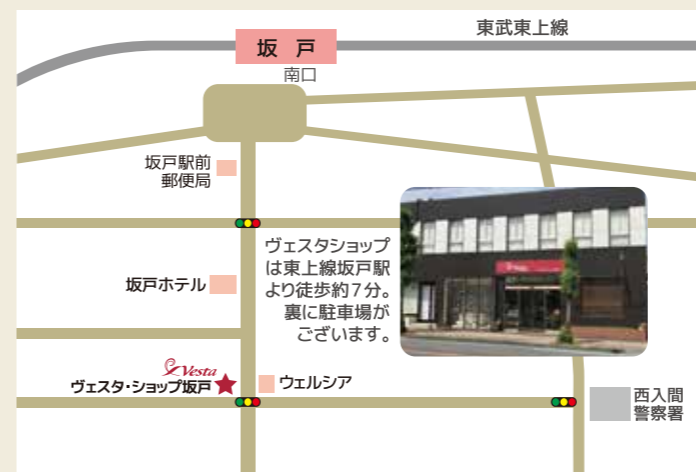 東武東上線
坂 戸
南口
坂戸駅前
郵便局
坂戸ホテル
ヴェスタショップ
は東上線坂戸駅
より徒歩約7分。
裏に駐車場が
ございます。
Vesta
ヴェスタ・ショップ坂戸
ウェルシア
西入間
警察署